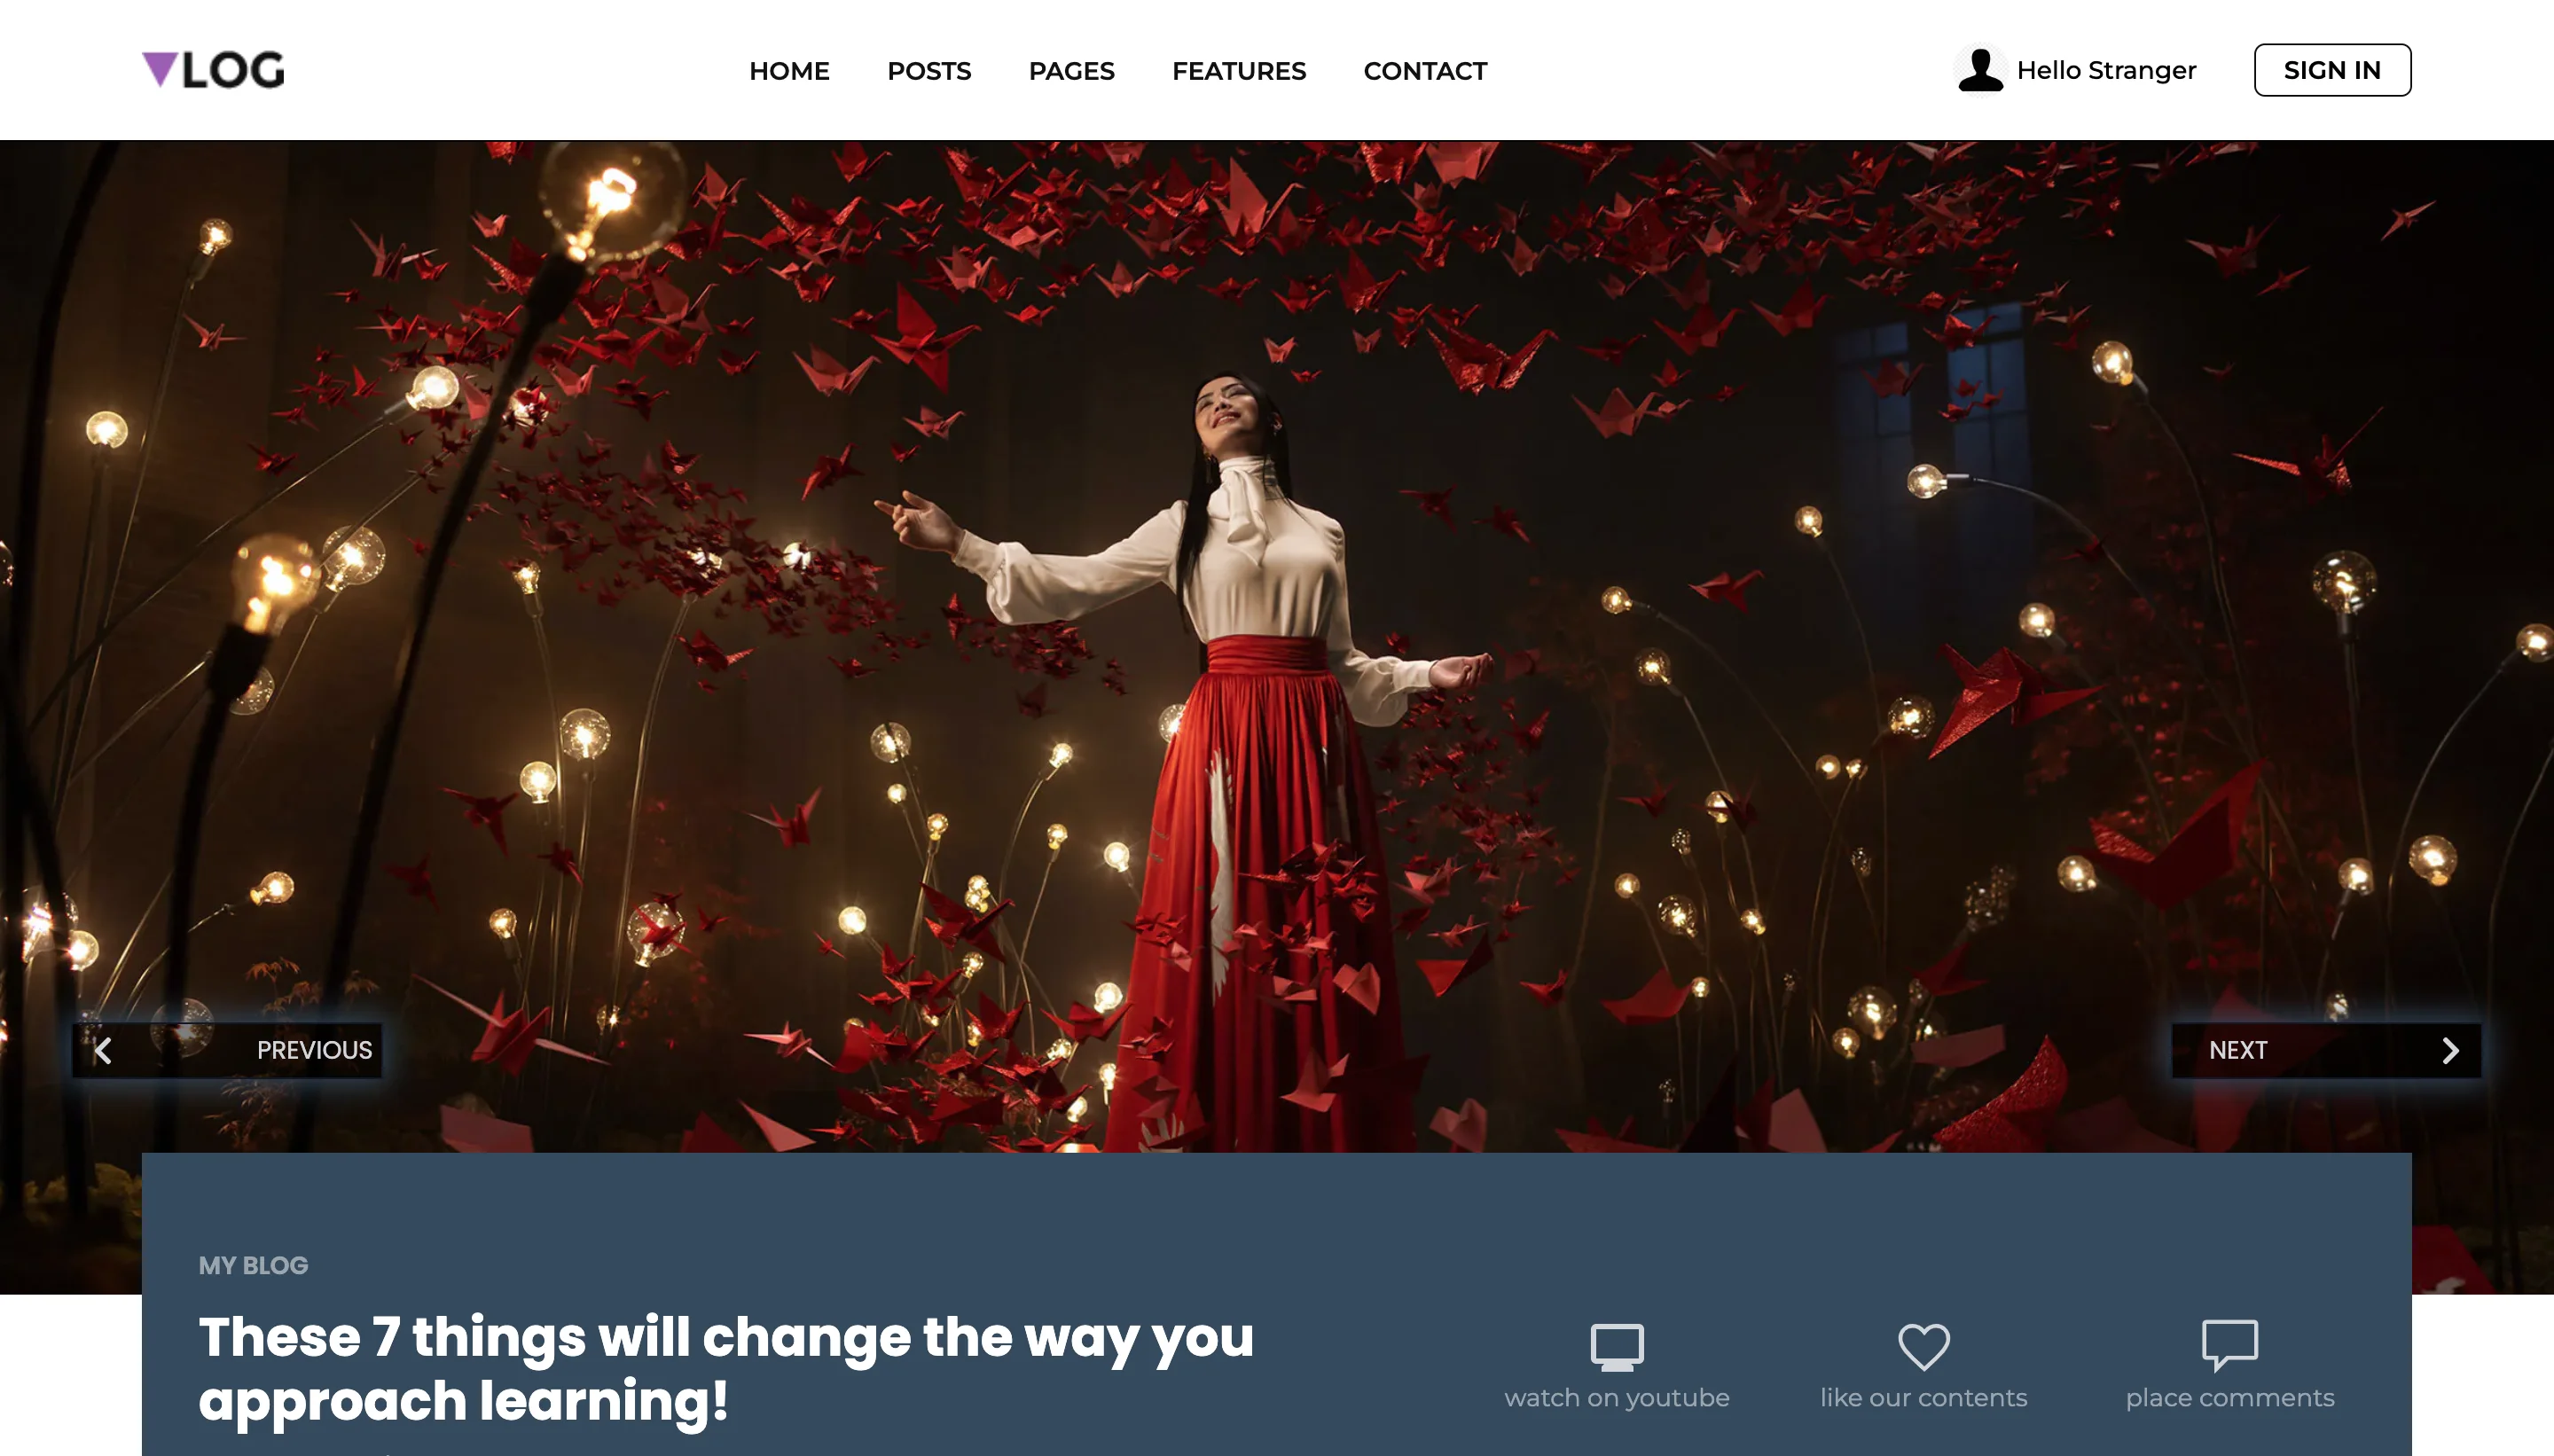 VLOG
HOME POSTS PAGES FEATURES CONTACT
Hello Stranger
SIGN IN
PREVIOUS
NEXT
MY BLOG
These 7 things will change the way you
approach learning!
watch on youtube
like our contents
place comments